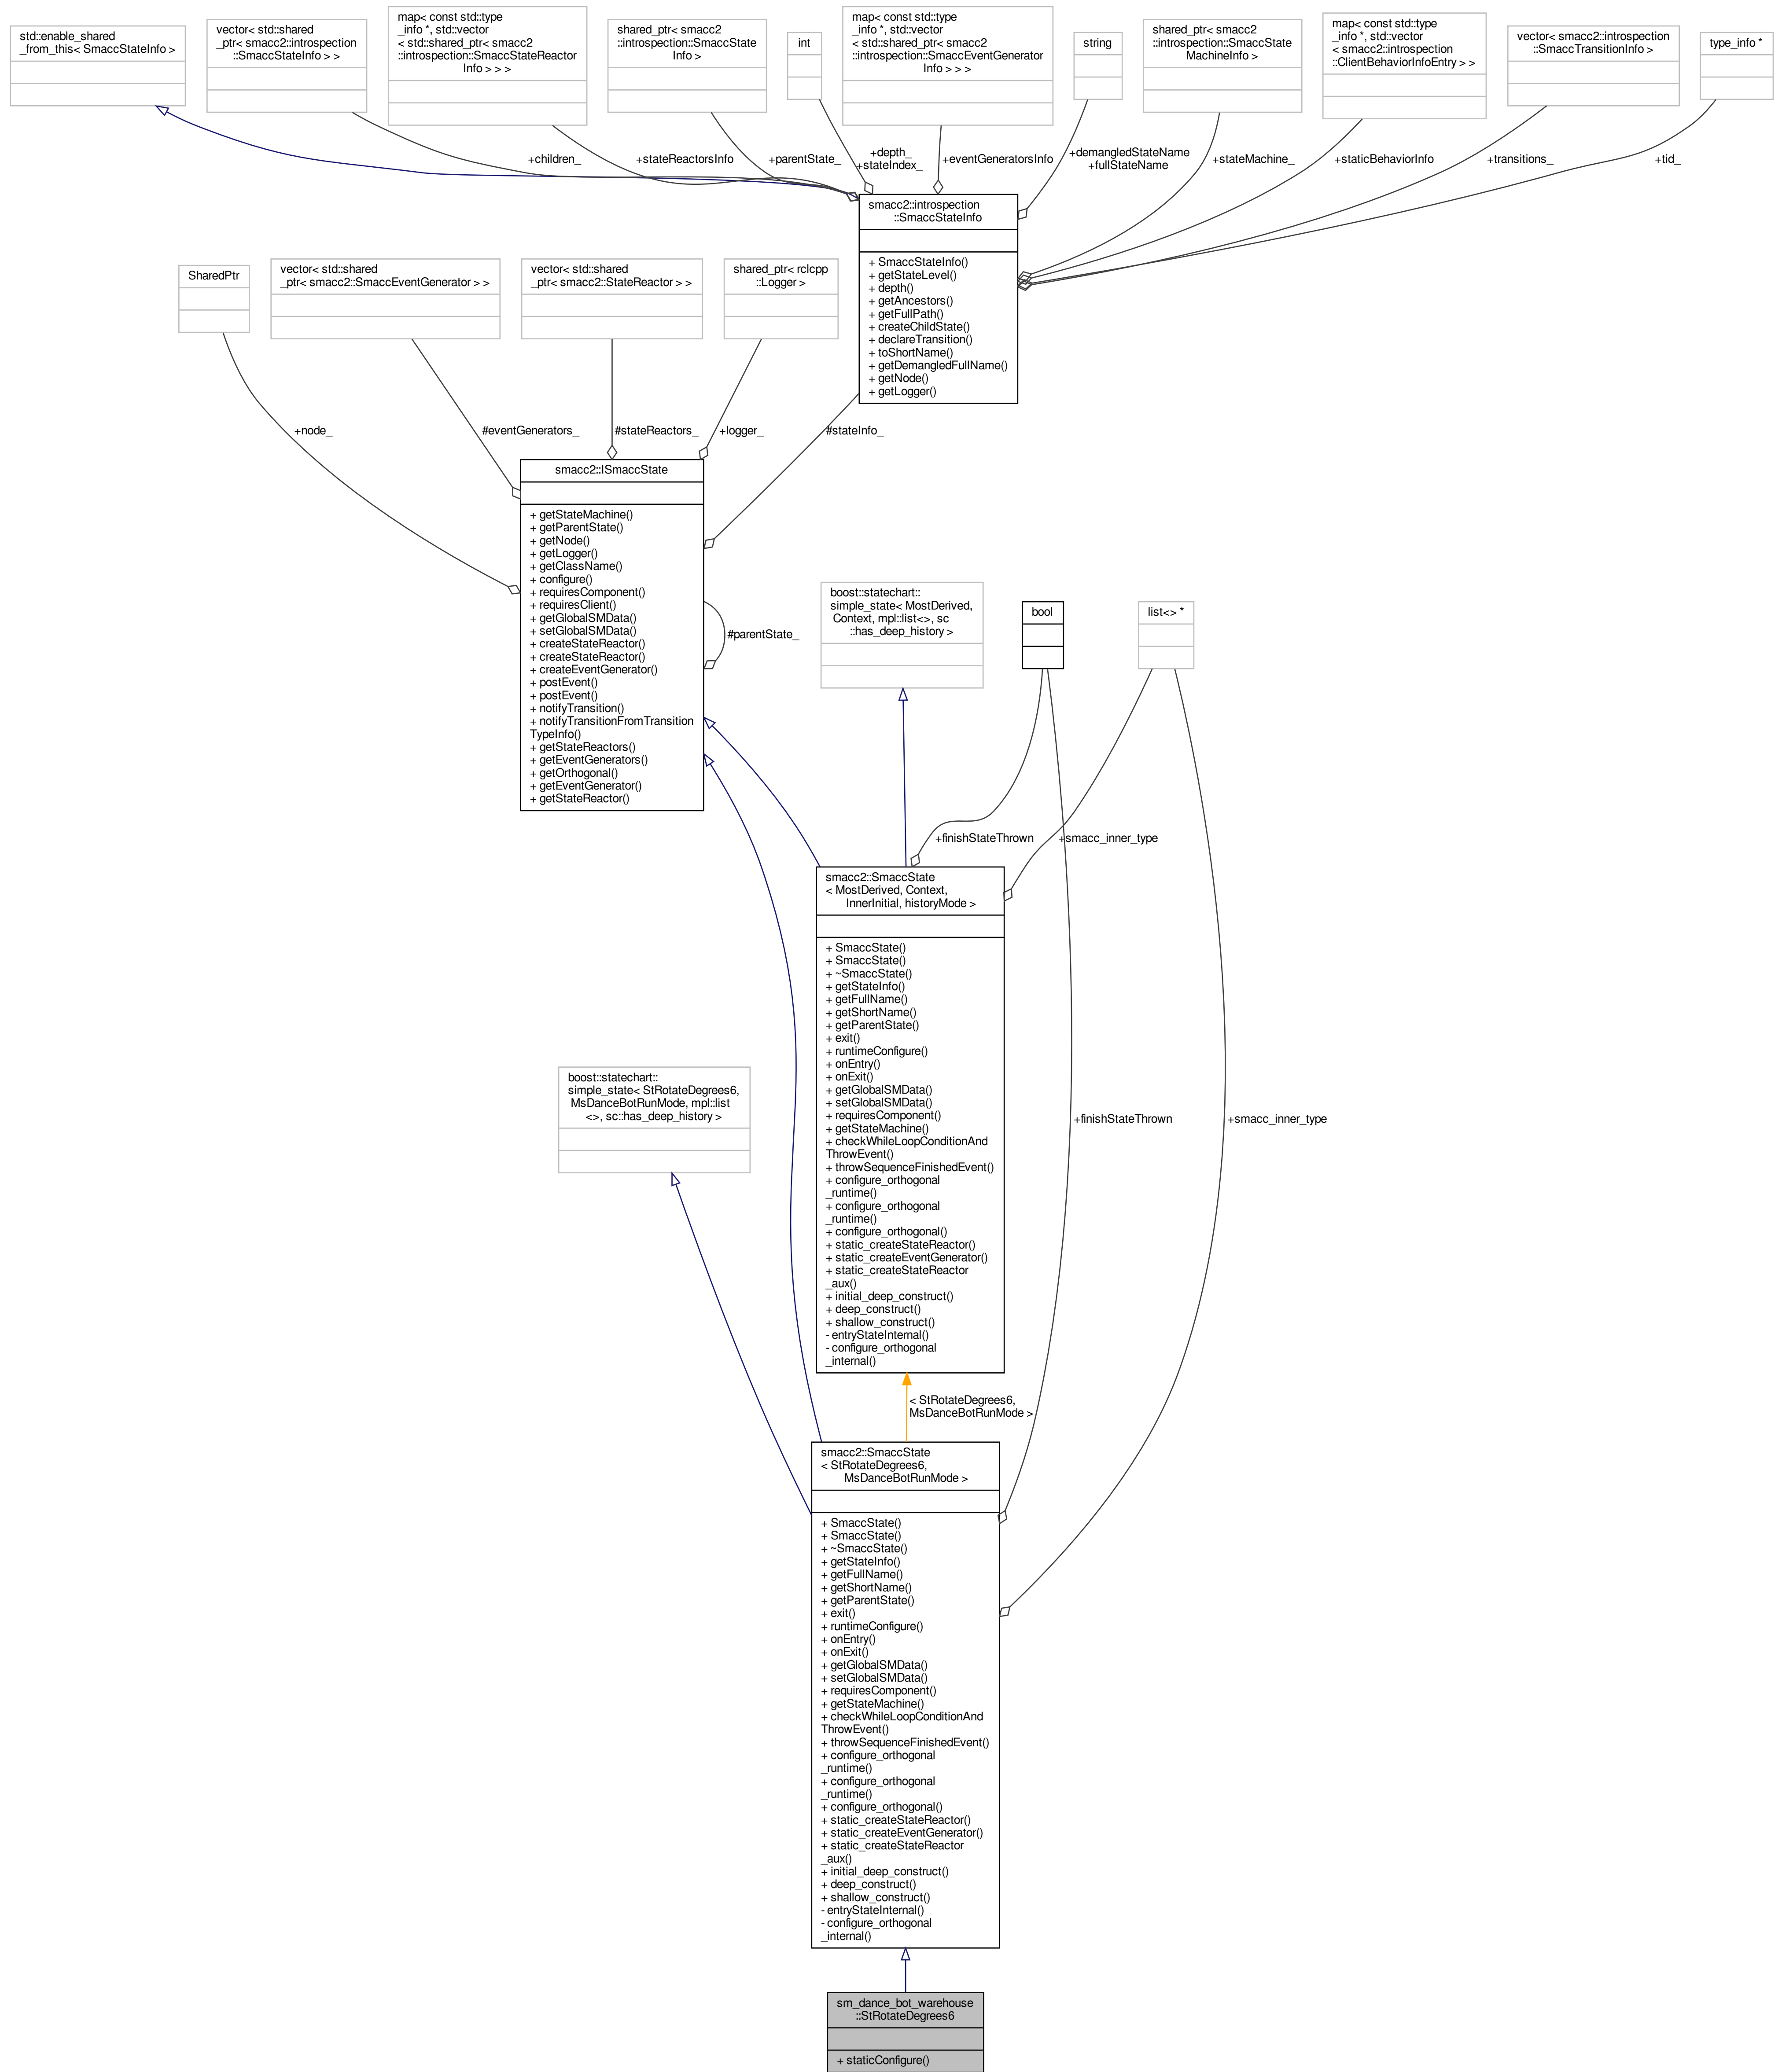 std::enable_shared
_from_this< SmaccStateInfo >
vector< std::shared
_ptr< smacc2::introspection
::SmaccStateInfo > >
map< const std::type
_info *, std::vector
< std::shared_ptr< smacc2
::introspection::SmaccStateReactor
Info > > >
shared_ptr< smacc2
::introspection::SmaccState
Info >
int
map< const std::type
_info *, std::vector
< std::shared_ptr< smacc2
::introspection::SmaccEventGenerator
Info > > >
string
shared_ptr< smacc2
::introspection::SmaccState
MachineInfo >
map< const std::type
_info *, std::vector
< smacc2::introspection
::ClientBehaviorInfoEntry > >
vector< smacc2::introspection
::SmaccTransitionInfo >
type_info *
+children_
+stateReactorsInfo
+parentState_
+depth_
+stateIndex_
+eventGeneratorsInfo
+demangledStateName
+fullStateName
+stateMachine_
+staticBehaviorInfo
+transitions_
+tid_
smacc2::introspection
::SmaccStateInfo
+ SmaccStateInfo()
+ getStateLevel()
+ depth()
+ getAncestors()
+ getFullPath()
+ createChildState()
+ declareTransition()
+ toShortName()
+ getDemangledFullName()
+ getNode()
+ getLogger()
SharedPtr
vector< std::shared
_ptr< smacc2::SmaccEventGenerator > >
vector< std::shared
_ptr< smacc2::StateReactor > >
shared_ptr< rclcpp
::Logger >
+node_
#eventGenerators_
#stateReactors_
+logger_
#stateInfo_
smacc2::ISmaccState
+ getStateMachine()
+ getParentState()
+ getNode()
+ getLogger()
+ getClassName()
+ configure()
+ requiresComponent()
+ requiresClient()
+ getGlobalSMData()
+ setGlobalSMData()
+ createStateReactor()
+ createStateReactor()
+ createEventGenerator()
+ postEvent()
+ postEvent()
+ notifyTransition()
+ notifyTransitionFromTransition
TypeInfo()
+ getStateReactors()
+ getEventGenerators()
+ getOrthogonal()
+ getEventGenerator()
+ getStateReactor()
#parentState_
boost::statechart::
simple_state< MostDerived,
Context, mpl::list<>, sc
::has_deep_history >
bool
list<> *
+finishStateThrown
+smacc_inner_type
smacc2::SmaccState
< MostDerived, Context,
InnerInitial, historyMode >
+ SmaccState()
+ SmaccState()
+ ~SmaccState()
+ getStateInfo()
+ getFullName()
+ getShortName()
+ getParentState()
+ exit()
+ runtimeConfigure()
+ onEntry()
+ onExit()
+ getGlobalSMData()
+ setGlobalSMData()
+ requiresComponent()
+ getStateMachine()
+ checkWhileLoopConditionAnd
ThrowEvent()
+ throwSequenceFinishedEvent()
+ configure_orthogonal
_runtime()
+ configure_orthogonal
_runtime()
+ configure_orthogonal()
+ static_createStateReactor()
+ static_createEventGenerator()
+ static_createStateReactor
_aux()
+ initial_deep_construct()
+ deep_construct()
+ shallow_construct()
- entryStateInternal()
- configure_orthogonal
_internal()
boost::statechart::
simple_state< StRotateDegrees6,
MsDanceBotRunMode, mpl::list
<>, sc::has_deep_history >
+finishStateThrown
+smacc_inner_type
< StRotateDegrees6,
MsDanceBotRunMode >
smacc2::SmaccState
< StRotateDegrees6,
MsDanceBotRunMode >
+ SmaccState()
+ SmaccState()
+ ~SmaccState()
+ getStateInfo()
+ getFullName()
+ getShortName()
+ getParentState()
+ exit()
+ runtimeConfigure()
+ onEntry()
+ onExit()
+ getGlobalSMData()
+ setGlobalSMData()
+ requiresComponent()
+ getStateMachine()
+ checkWhileLoopConditionAnd
ThrowEvent()
+ throwSequenceFinishedEvent()
+ configure_orthogonal
_runtime()
+ configure_orthogonal
_runtime()
+ configure_orthogonal()
+ static_createStateReactor()
+ static_createEventGenerator()
+ static_createStateReactor
_aux()
+ initial_deep_construct()
+ deep_construct()
+ shallow_construct()
- entryStateInternal()
- configure_orthogonal
_internal()
sm_dance_bot_warehouse
::StRotateDegrees6
+ staticConfigure()